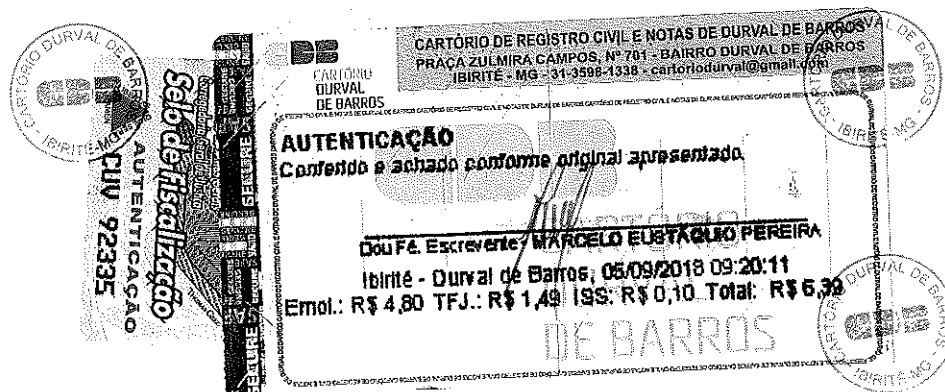 CARTÓRIO DE REGISTRO CIVIL E NOTAS DE DURVAL DE BARROS
PRAÇA ZULMIRA CAMPOS, Nº 701 - BAIRRO DURVAL DE BARROS
IBIRITÉ - MG - 31-3598-1338 - cartoriodurval@gmail.com
CARTÓRIO
DURVAL
DE BARROS
AUTENTICAÇÃO
Conferido e achado conforme original apresentado.
Dou Fé. Escrevente: MARCELO EUSTÁQUIO PEREIRA
Ibirité - Durval de Barros, 05/09/2018 09:20:11
Emol.: R$ 4,80 TFJ.: R$ 1,49 ISS: R$ 0,10 Total: R$ 6,39
DE BARROS
Selo de Fiscalização
AUTENTICAÇÃO
CUV 92335
CARTÓRIO DURVAL DE BARROS
IBIRITÉ-MG